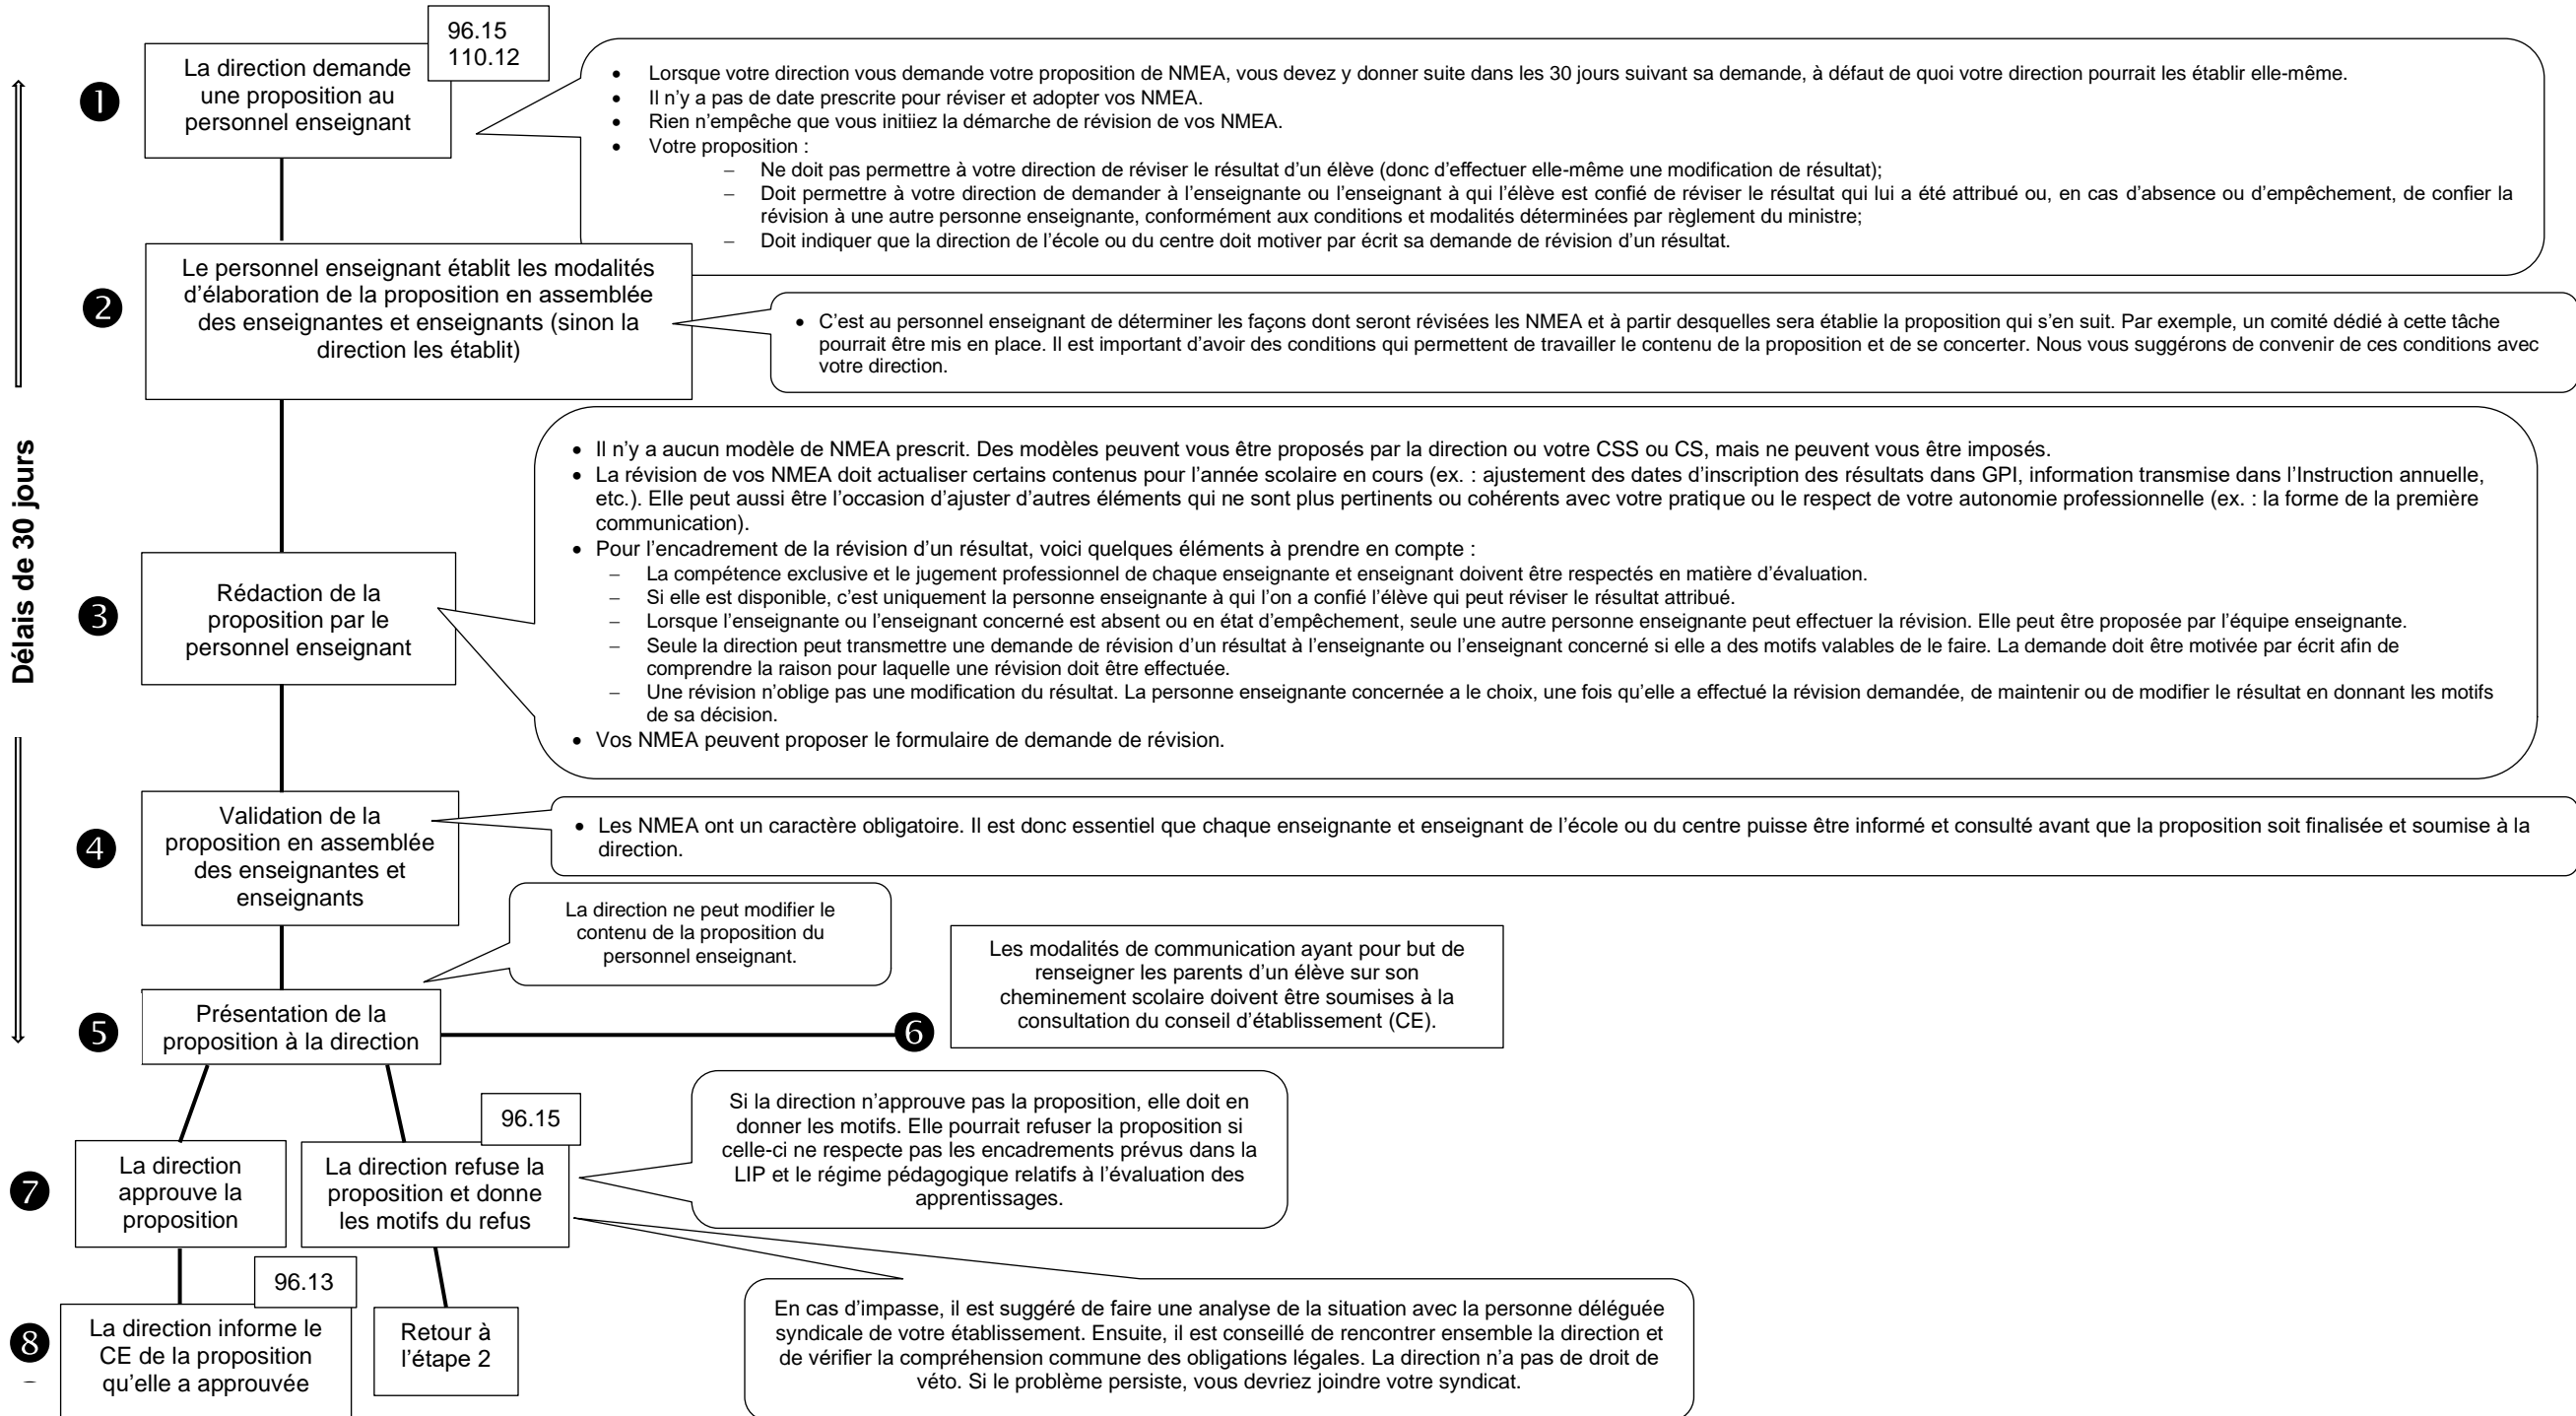 96.15
110.12
❶
La direction demande
une proposition au
personnel enseignant
• Lorsque votre direction vous demande votre proposition de NMEA, vous devez y donner suite dans les 30 jours suivant sa demande, à défaut de quoi votre direction pourrait les établir elle-même.
• Il n’y a pas de date prescrite pour réviser et adopter vos NMEA.
• Rien n’empêche que vous initiiez la démarche de révision de vos NMEA.
• Votre proposition :
− Ne doit pas permettre à votre direction de réviser le résultat d’un élève (donc d’effectuer elle-même une modification de résultat);
− Doit permettre à votre direction de demander à l’enseignante ou l’enseignant à qui l’élève est confié de réviser le résultat qui lui a été attribué ou, en cas d’absence ou d’empêchement, de confier la
révision à une autre personne enseignante, conformément aux conditions et modalités déterminées par règlement du ministre;
− Doit indiquer que la direction de l’école ou du centre doit motiver par écrit sa demande de révision d’un résultat.
❷
Le personnel enseignant établit les modalités
d’élaboration de la proposition en assemblée
des enseignantes et enseignants (sinon la
direction les établit)
• C’est au personnel enseignant de déterminer les façons dont seront révisées les NMEA et à partir desquelles sera établie la proposition qui s’en suit. Par exemple, un comité dédié à cette tâche
pourrait être mis en place. Il est important d’avoir des conditions qui permettent de travailler le contenu de la proposition et de se concerter. Nous vous suggérons de convenir de ces conditions avec
votre direction.
Délais de 30 jours
❸
Rédaction de la
proposition par le
personnel enseignant
• Il n’y a aucun modèle de NMEA prescrit. Des modèles peuvent vous être proposés par la direction ou votre CSS ou CS, mais ne peuvent vous être imposés.
• La révision de vos NMEA doit actualiser certains contenus pour l’année scolaire en cours (ex. : ajustement des dates d’inscription des résultats dans GPI, information transmise dans l’Instruction annuelle,
etc.). Elle peut aussi être l’occasion d’ajuster d’autres éléments qui ne sont plus pertinents ou cohérents avec votre pratique ou le respect de votre autonomie professionnelle (ex. : la forme de la première
communication).
• Pour l’encadrement de la révision d’un résultat, voici quelques éléments à prendre en compte :
− La compétence exclusive et le jugement professionnel de chaque enseignante et enseignant doivent être respectés en matière d’évaluation.
− Si elle est disponible, c’est uniquement la personne enseignante à qui l’on a confié l’élève qui peut réviser le résultat attribué.
− Lorsque l’enseignante ou l’enseignant concerné est absent ou en état d’empêchement, seule une autre personne enseignante peut effectuer la révision. Elle peut être proposée par l’équipe enseignante.
− Seule la direction peut transmettre une demande de révision d’un résultat à l’enseignante ou l’enseignant concerné si elle a des motifs valables de le faire. La demande doit être motivée par écrit afin de
comprendre la raison pour laquelle une révision doit être effectuée.
− Une révision n’oblige pas une modification du résultat. La personne enseignante concernée a le choix, une fois qu’elle a effectué la révision demandée, de maintenir ou de modifier le résultat en donnant les motifs
de sa décision.
• Vos NMEA peuvent proposer le formulaire de demande de révision.
❹
Validation de la
proposition en assemblée
des enseignantes et
enseignants
• Les NMEA ont un caractère obligatoire. Il est donc essentiel que chaque enseignante et enseignant de l’école ou du centre puisse être informé et consulté avant que la proposition soit finalisée et soumise à la
direction.
La direction ne peut modifier le
contenu de la proposition du
personnel enseignant.
❺
Présentation de la
proposition à la direction
❻
Les modalités de communication ayant pour but de
renseigner les parents d’un élève sur son
cheminement scolaire doivent être soumises à la
consultation du conseil d’établissement (CE).
❼
La direction
approuve la
proposition
96.15
La direction refuse la
proposition et donne
les motifs du refus
Si la direction n’approuve pas la proposition, elle doit en
donner les motifs. Elle pourrait refuser la proposition si
celle-ci ne respecte pas les encadrements prévus dans la
LIP et le régime pédagogique relatifs à l’évaluation des
apprentissages.
❽
–
96.13
La direction informe le
CE de la proposition
qu’elle a approuvée
Retour à
l’étape 2
En cas d’impasse, il est suggéré de faire une analyse de la situation avec la personne déléguée
syndicale de votre établissement. Ensuite, il est conseillé de rencontrer ensemble la direction et
de vérifier la compréhension commune des obligations légales. La direction n’a pas de droit de
véto. Si le problème persiste, vous devriez joindre votre syndicat.